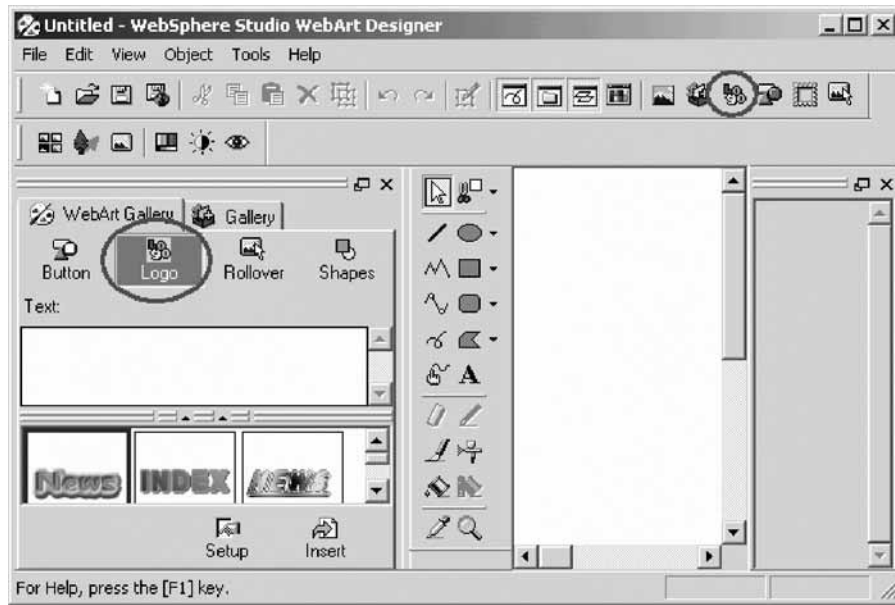 Untitled - WebSphere Studio WebArt Designer
File Edit View Object Tools Help
WebArt Gallery Gallery
Button Logo Rollover Shapes
Text:
A
News INDEX NEWS
Setup Insert
For Help, press the [F1] key.